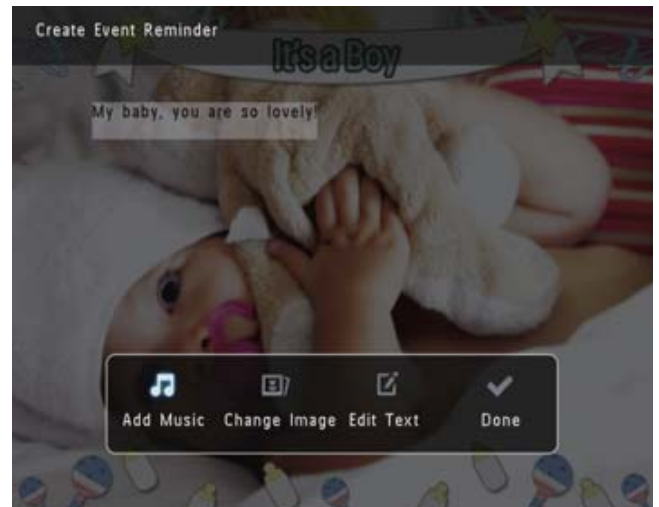 Create Event Reminder
It's a Boy
My baby, you are so lovely!
Add Music
Change Image
Edit Text
Done